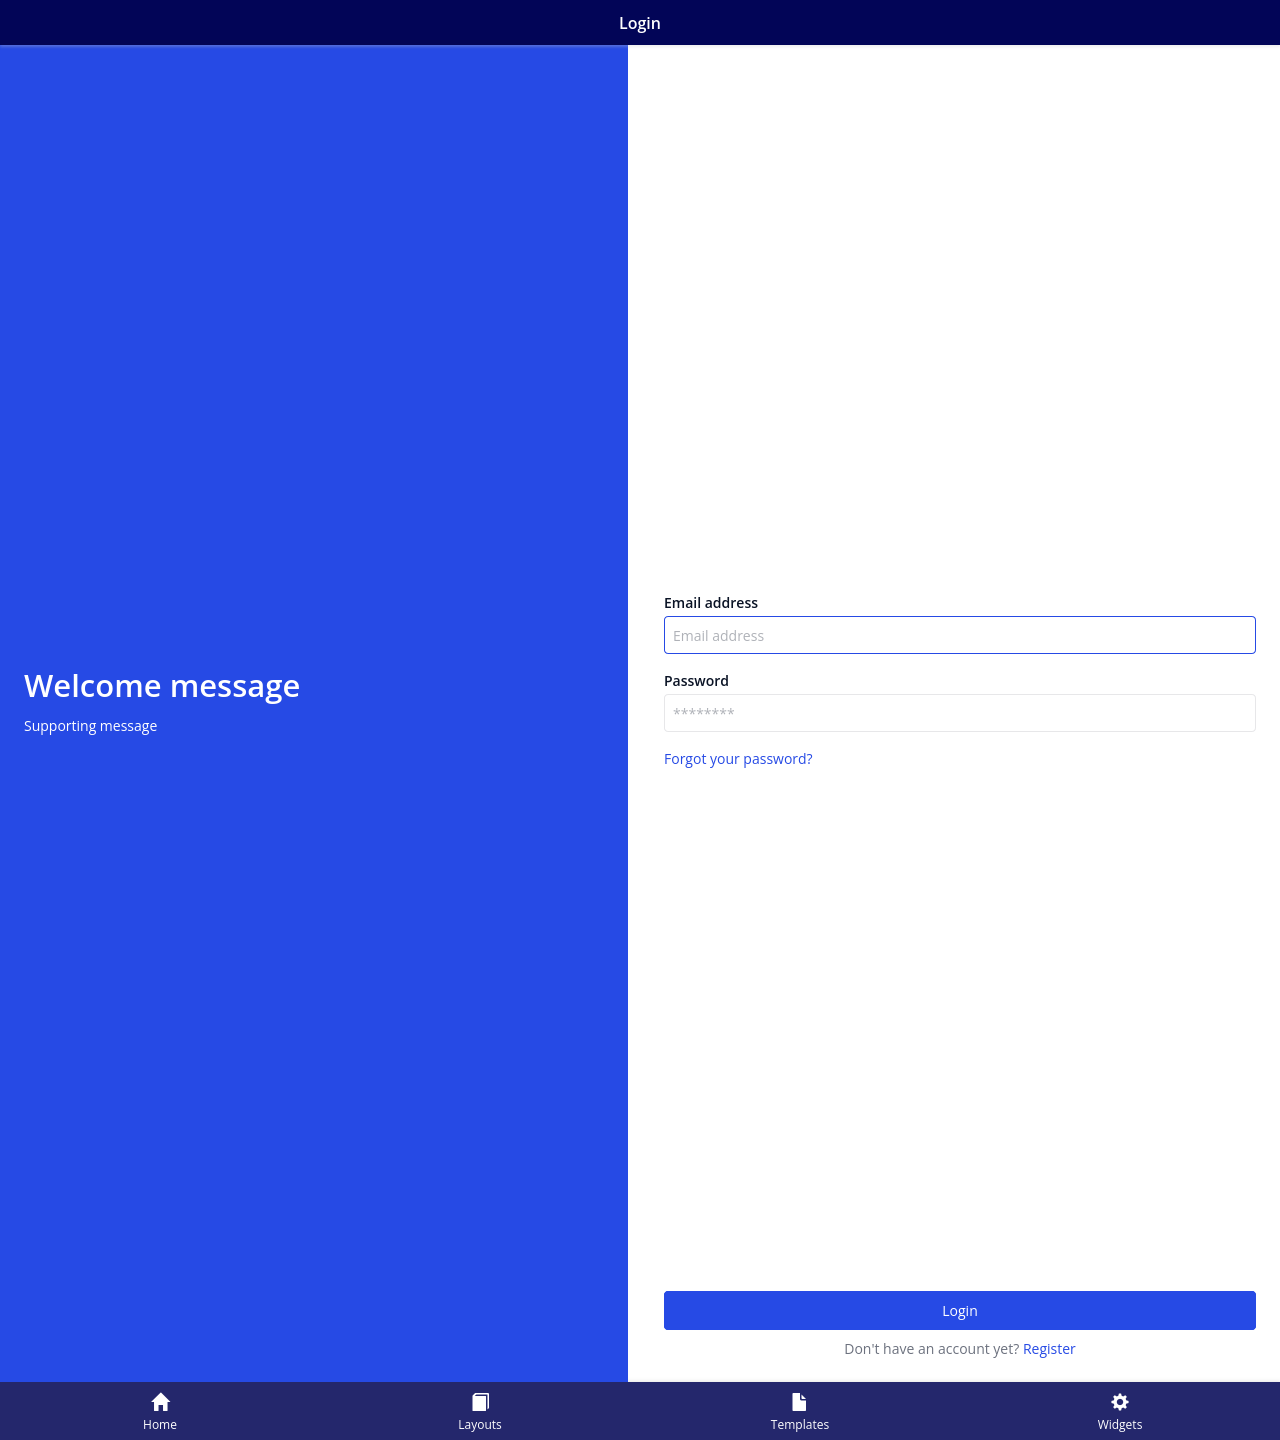 Login
Welcome message
Supporting message
Email address
Email address
Password
********
Forgot your password?
Login
Don't have an account yet? Register
Home
Layouts
Templates
Widgets